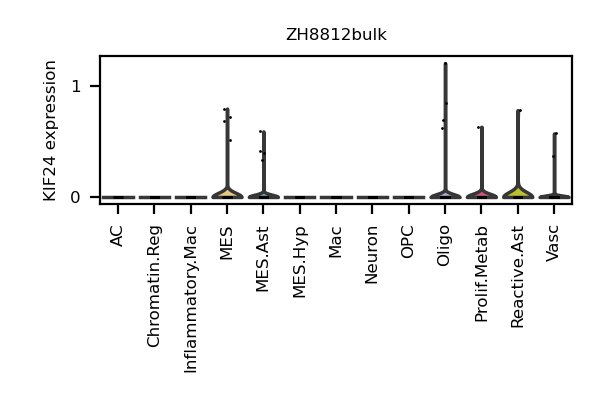 ZH8812bulk
KIF24 expression
1
0
AC
Chromatin.Reg
Inflammatory.Mac
MES
MES.Ast
MES.Hyp
Mac
Neuron
OPC
Oligo
Prolif.Metab
Reactive.Ast
Vasc